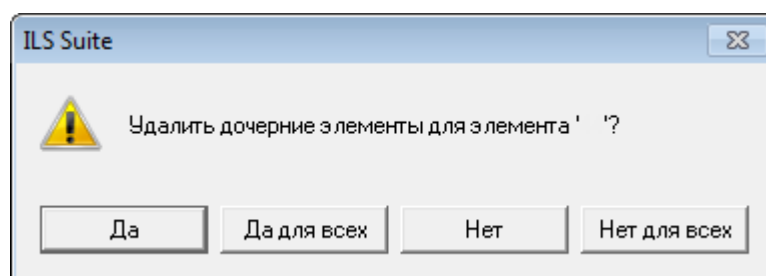 ILS Suite
Удалить дочерние элементы для элемента '    '?
Да
Да для всех
Нет
Нет для всех